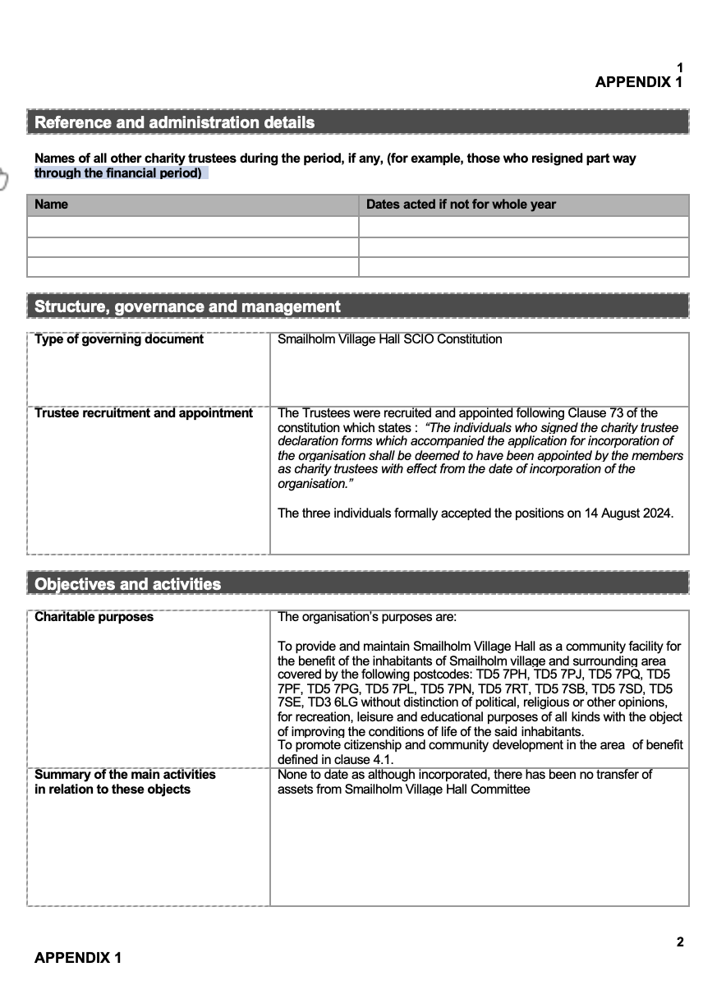 1
APPENDIX 1
Reference and administration details
Names of all other charity trustees during the period, if any, (for example, those who resigned part way
through the financial period)
Name
Dates acted if not for whole year
Structure, governance and management
Type of governing document
Smailholm Village Hall SCIO Constitution
Trustee recruitment and appointment
The Trustees were recruited and appointed following Clause 73 of the
constitution which states :  “The individuals who signed the charity trustee
declaration forms which accompanied the application for incorporation of
the organisation shall be deemed to have been appointed by the members
as charity trustees with effect from the date of incorporation of the
organisation.”
The three individuals formally accepted the positions on 14 August 2024.
Objectives and activities
Charitable purposes
The organisation’s purposes are:
To provide and maintain Smailholm Village Hall as a community facility for
the benefit of the inhabitants of Smailholm village and surrounding area
covered by the following postcodes: TD5 7PH, TD5 7PJ, TD5 7PQ, TD5
7PF, TD5 7PG, TD5 7PL, TD5 7PN, TD5 7RT, TD5 7SB, TD5 7SD, TD5
7SE, TD3 6LG without distinction of political, religious or other opinions,
for recreation, leisure and educational purposes of all kinds with the object
of improving the conditions of life of the said inhabitants.
To promote citizenship and community development in the area  of benefit
defined in clause 4.1.
Summary of the main activities
in relation to these objects
None to date as although incorporated, there has been no transfer of
assets from Smailholm Village Hall Committee
2
APPENDIX 1